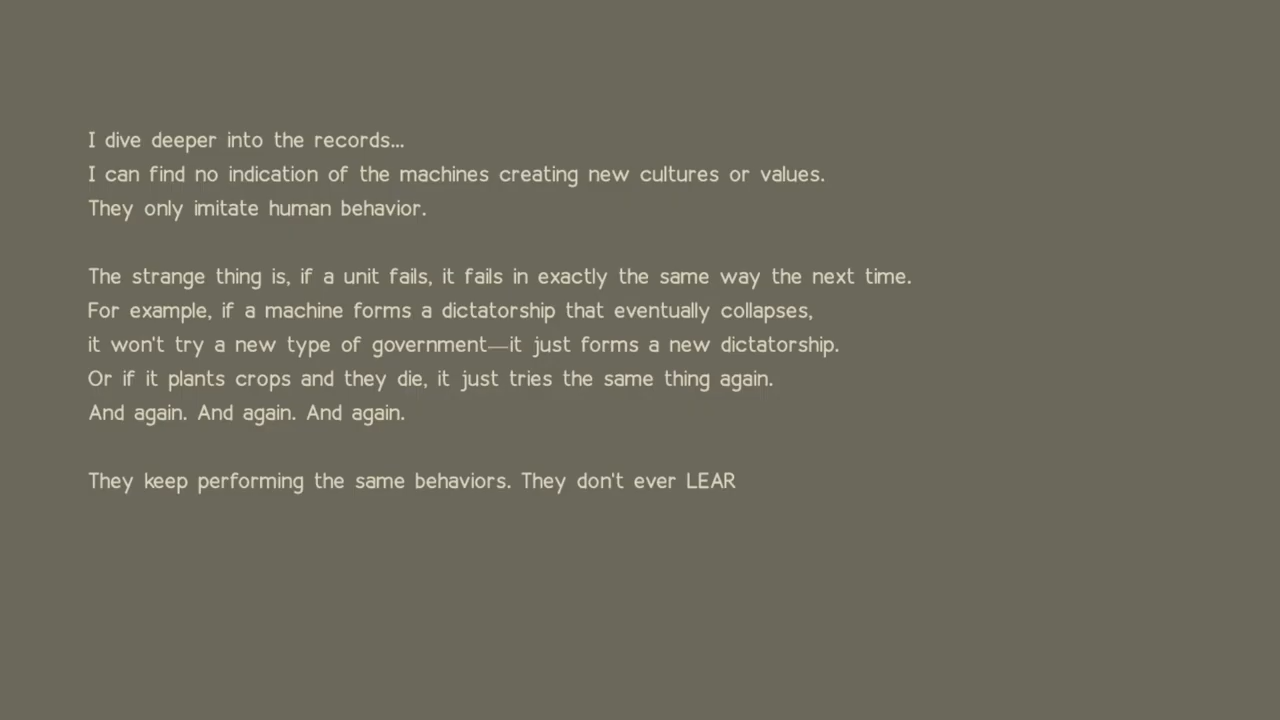 I dive deeper into the records...
I can find no indication of the machines creating new cultures or values.
They only imitate human behavior.
The strange thing is, if a unit fails, it fails in exactly the same way the next time.
For example, if a machine forms a dictatorship that eventually collapses,
it won't try a new type of government—it just forms a new dictatorship.
Or if it plants crops and they die, it just tries the same thing again.
And again. And again. And again.
They keep performing the same behaviors. They don't ever LEAR